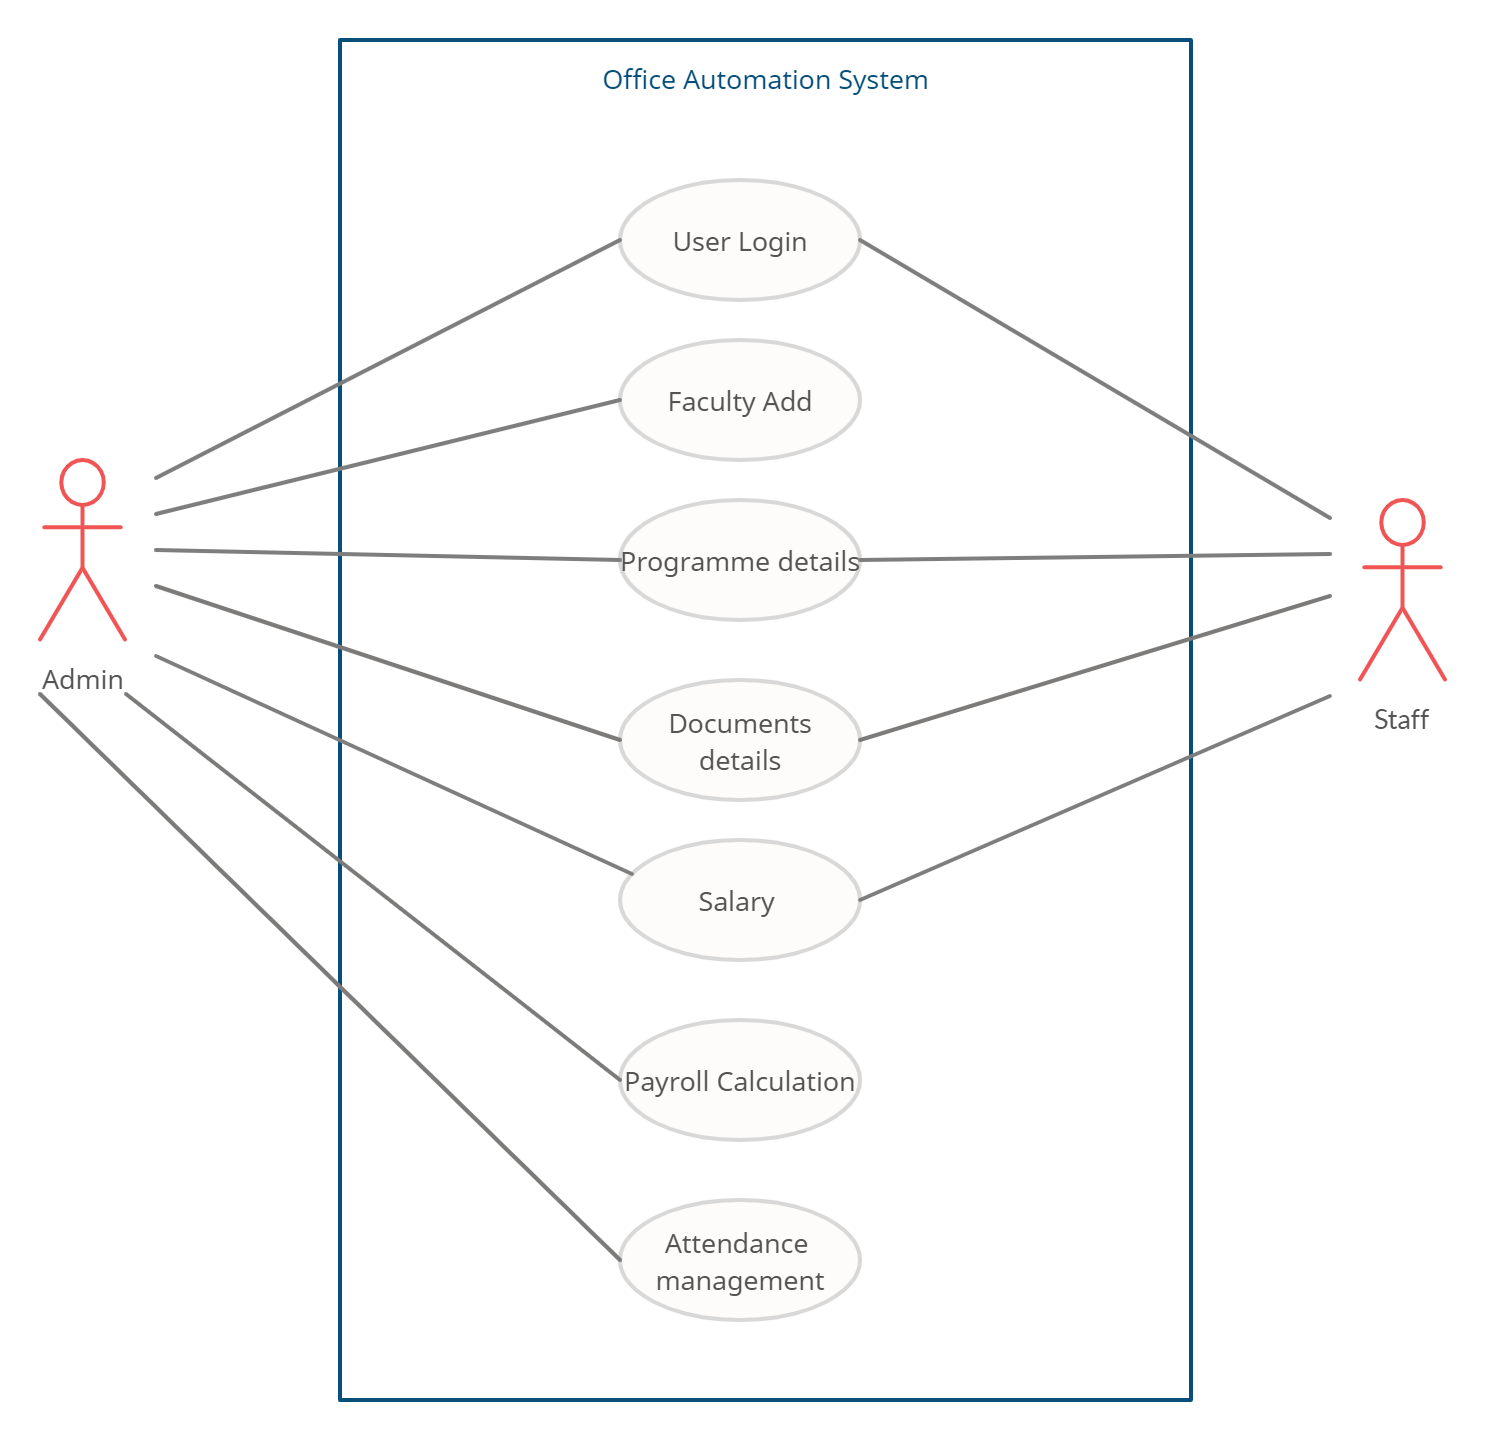 Office Automation System
User Login
Faculty Add
Programme details
Documents
details
Admin
Staff
Salary
Payroll Calculation
Attendance
management